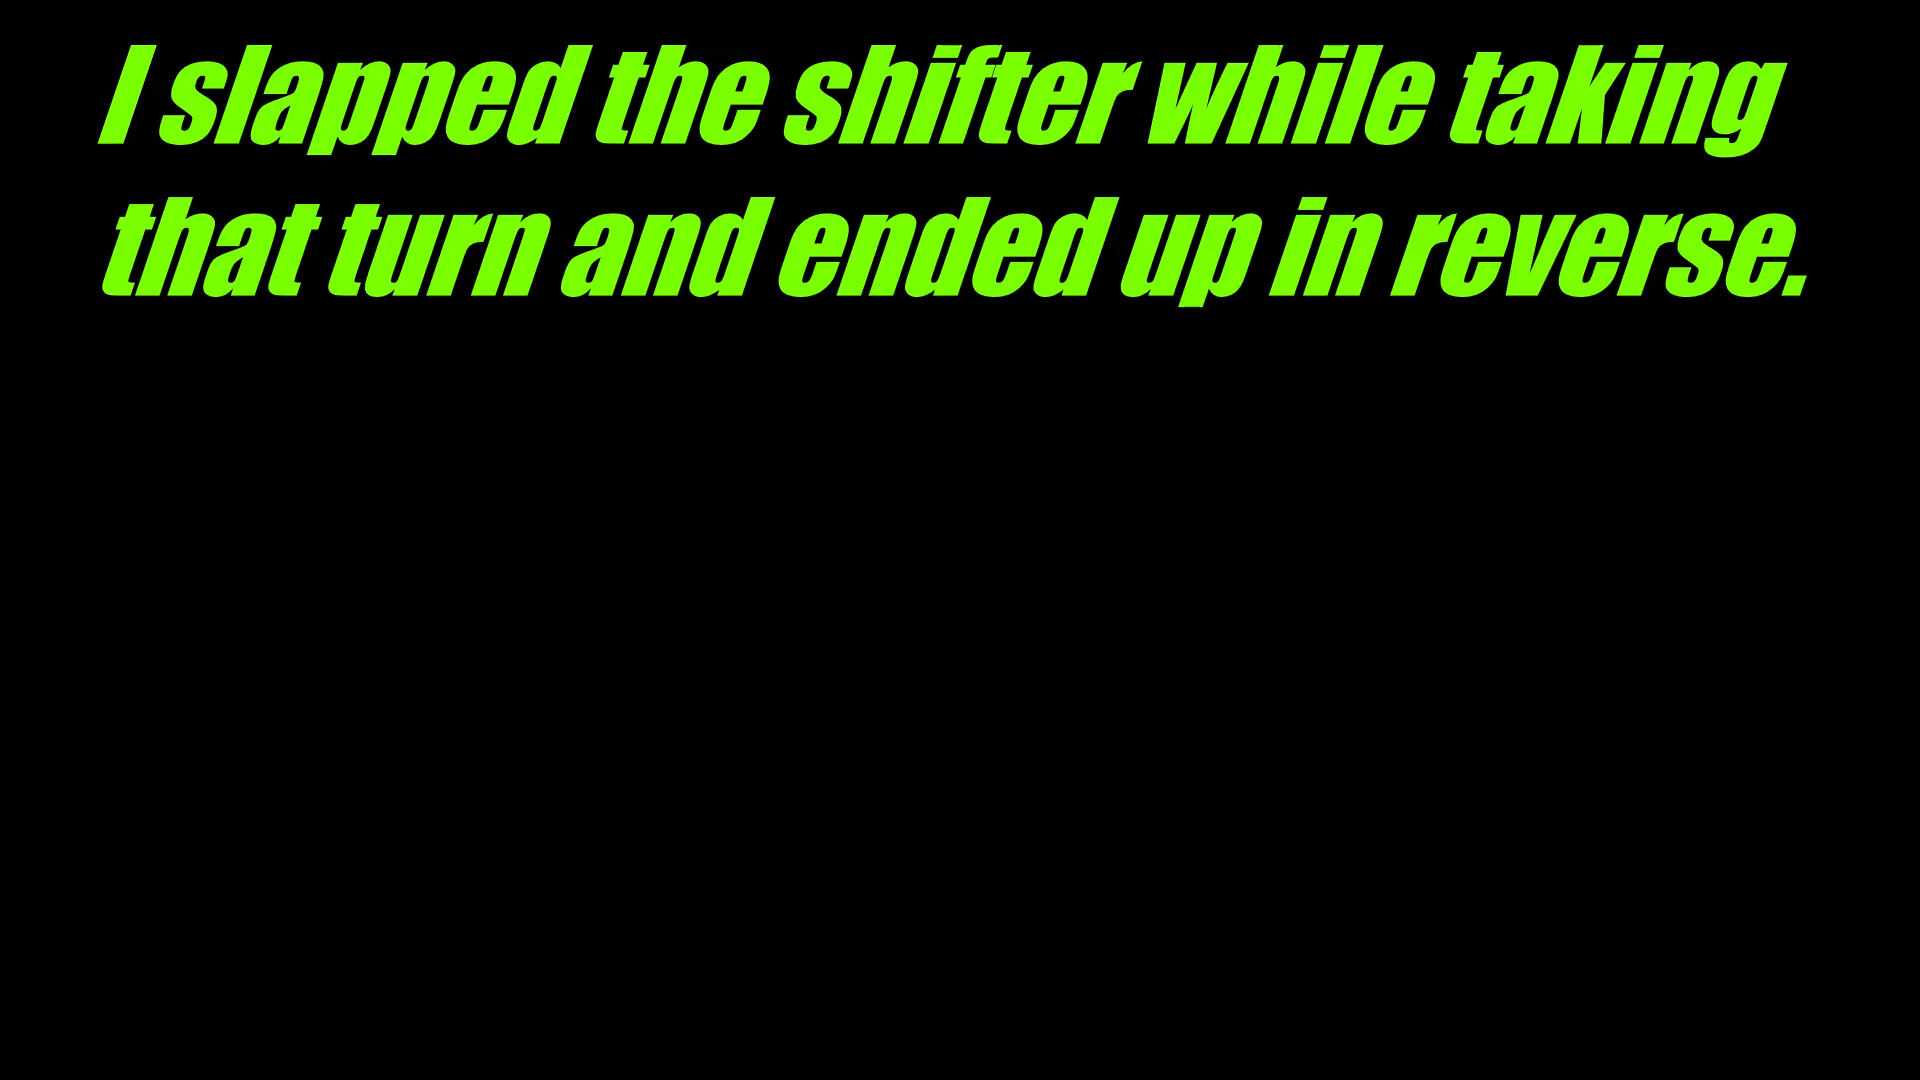 I slapped the shifter while taking
that turn and ended up in reverse.